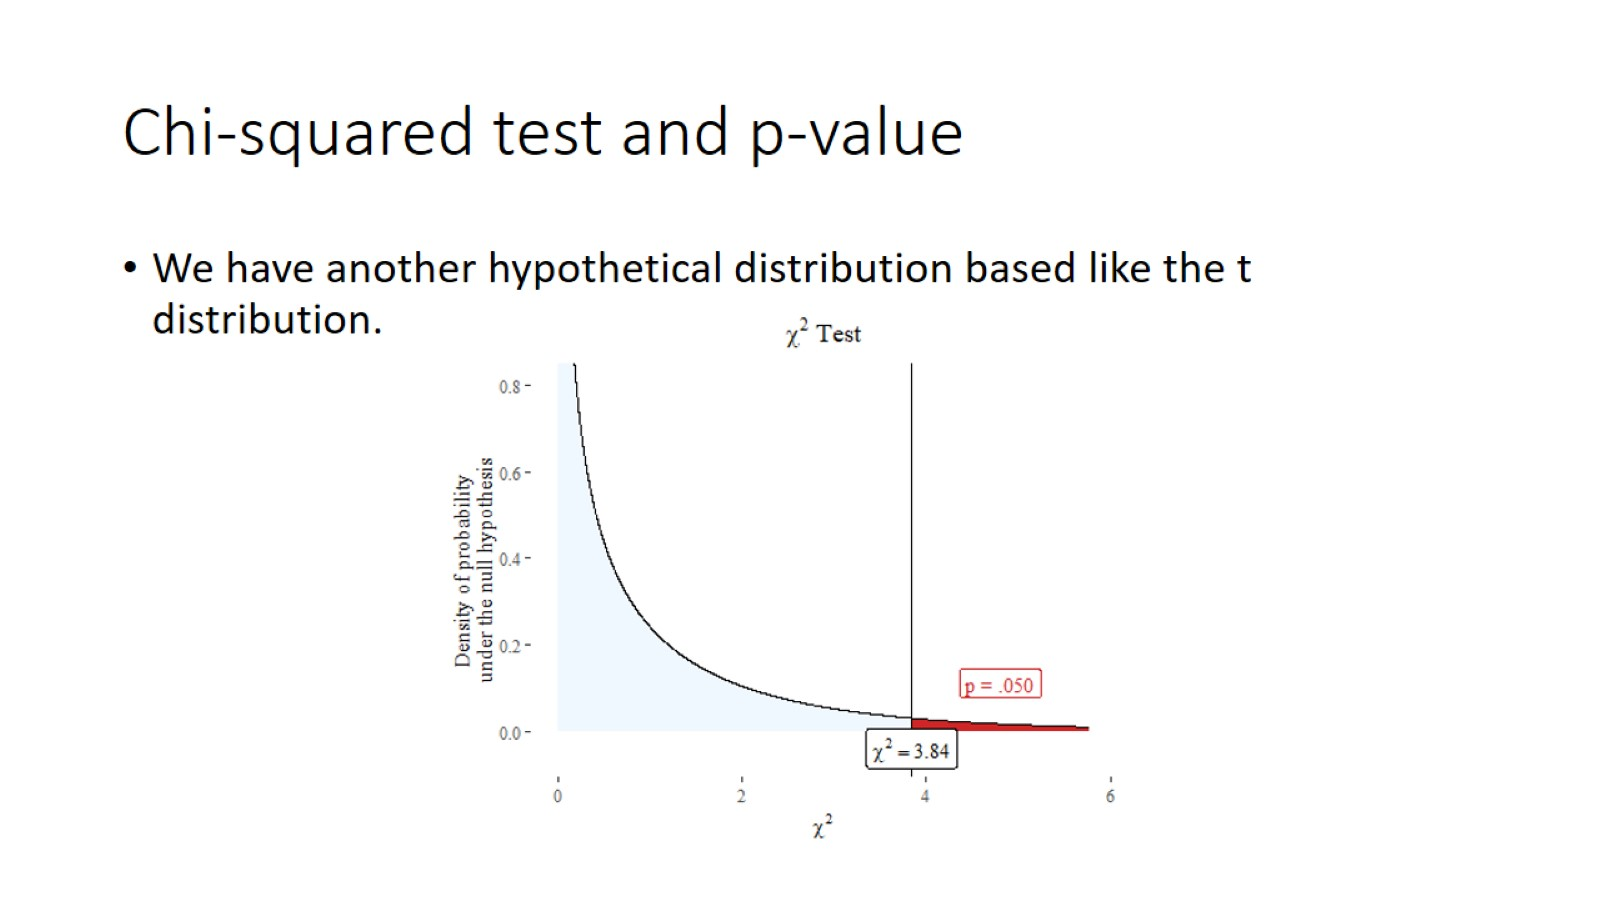 Chi-squared test and p-value
• We have another hypothetical distribution based like the t
distribution.
χ² Test
Density of probability
under the null hypothesis
0.8
0.6
0.4
0.2
0.0
p = .050
χ² = 3.84
0 2 4 6
χ²